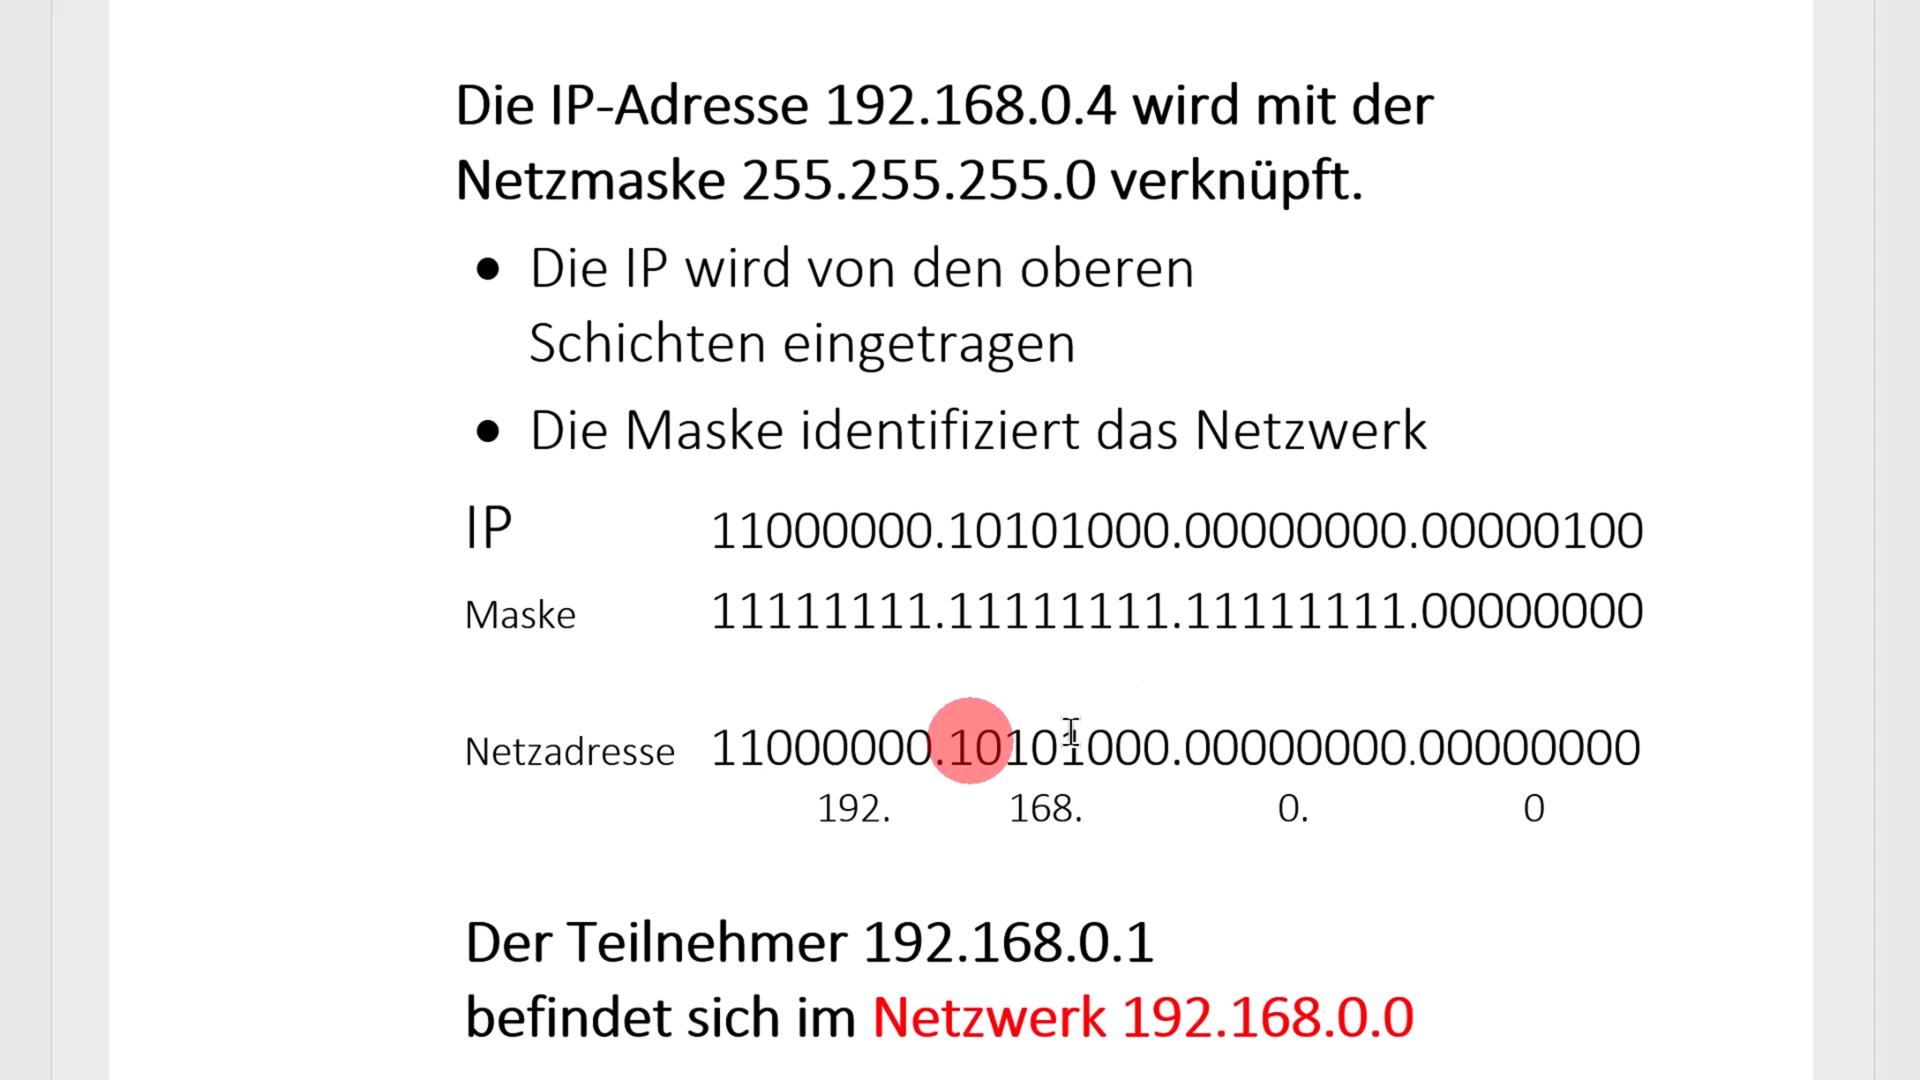 Die IP-Adresse 192.168.0.4 wird mit der
Netzmaske 255.255.255.0 verknüpft.
● Die IP wird von den oberen
Schichten eingetragen
● Die Maske identifiziert das Netzwerk
IP 11000000.10101000.00000000.00000100
Maske 11111111.11111111.11111111.00000000
Netzadresse 11000000.10101000.00000000.00000000
192. 168. 0. 0
Der Teilnehmer 192.168.0.1
befindet sich im Netzwerk 192.168.0.0